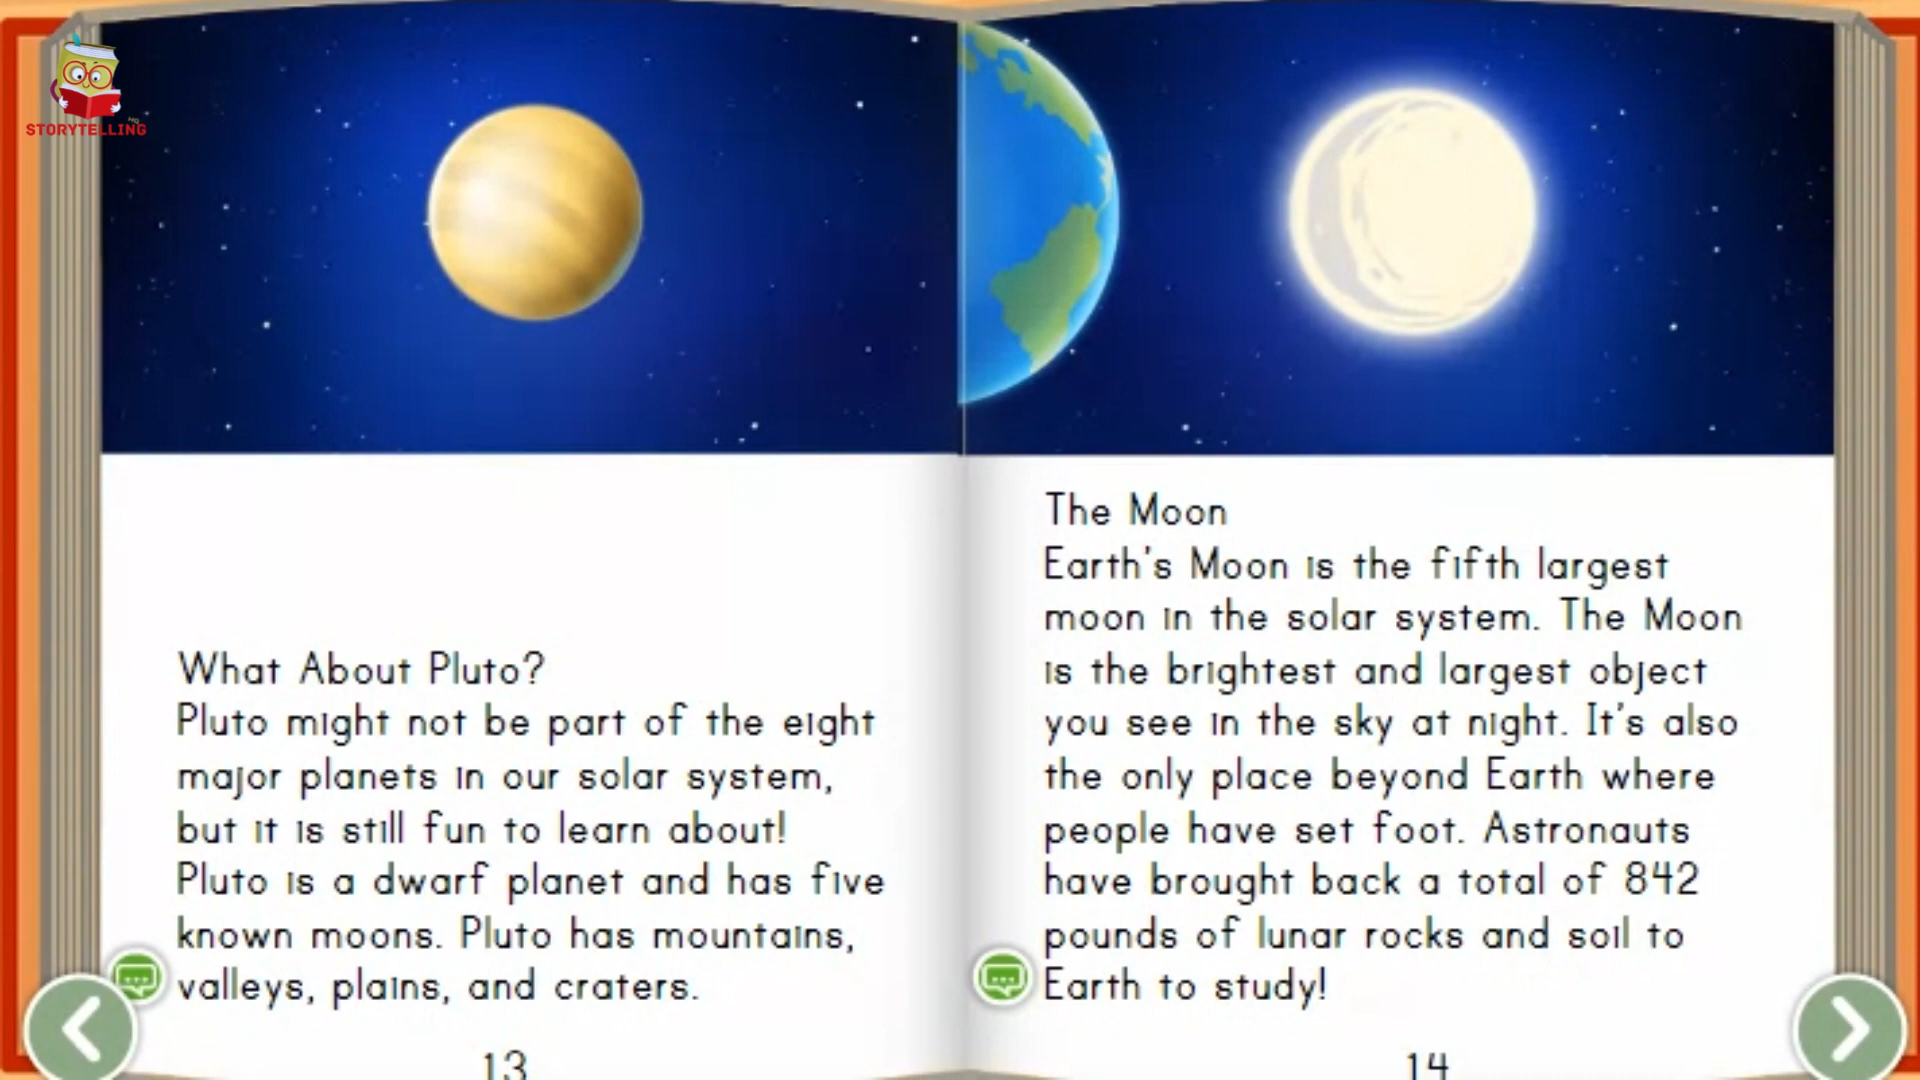 STORYTELLING
HQ
What About Pluto?
Pluto might not be part of the eight
major planets in our solar system,
but it is still fun to learn about!
Pluto is a dwarf planet and has five
known moons. Pluto has mountains,
valleys, plains, and craters.
13
The Moon
Earth's Moon is the fifth largest
moon in the solar system. The Moon
is the brightest and largest object
you see in the sky at night. It's also
the only place beyond Earth where
people have set foot. Astronauts
have brought back a total of 842
pounds of lunar rocks and soil to
Earth to study!
14